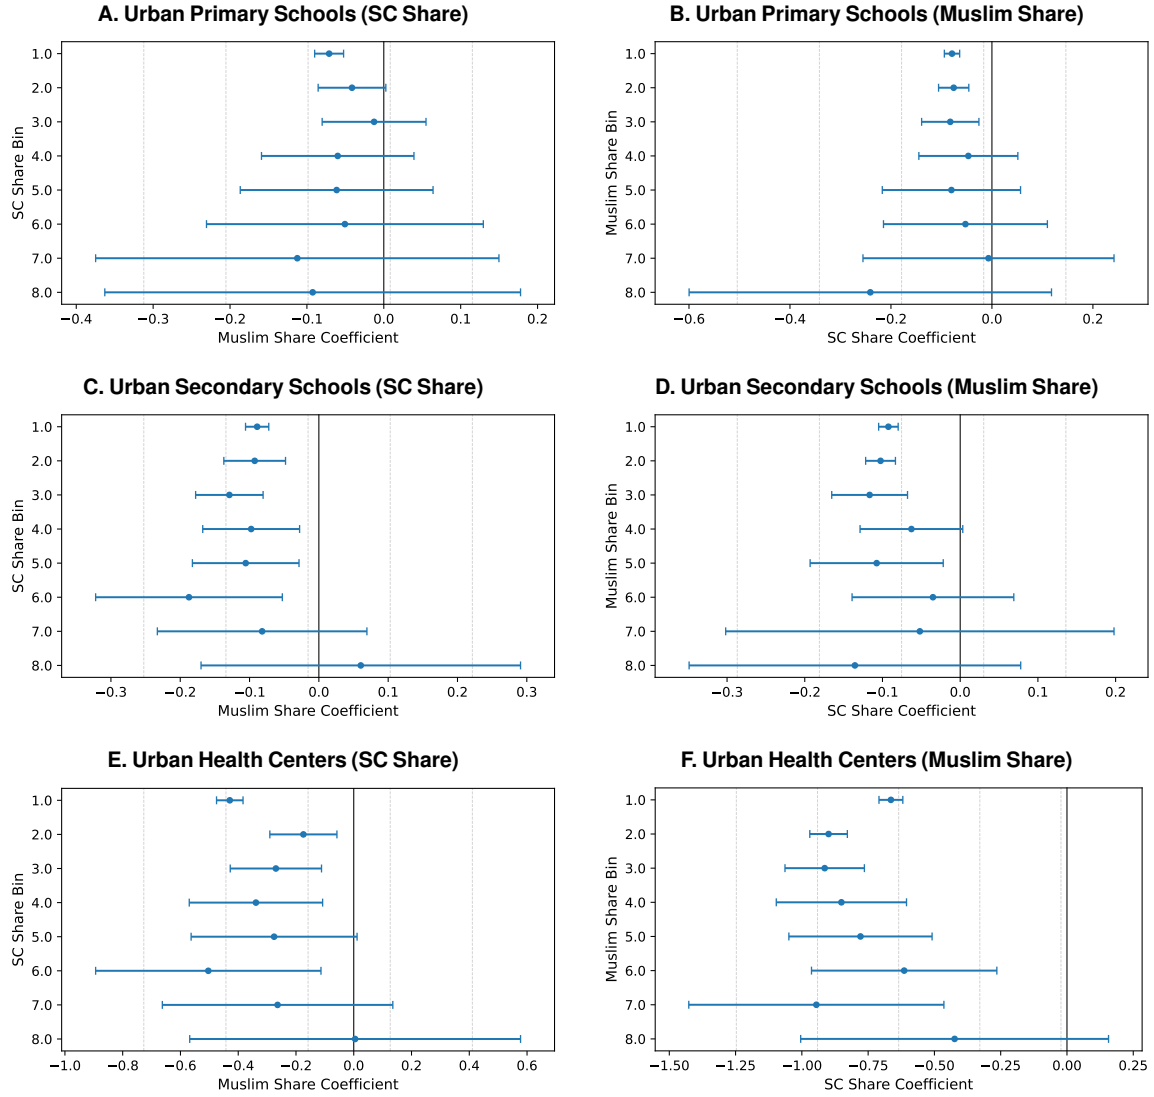 A. Urban Primary Schools (SC Share)
SC Share Bin
1.0
2.0
3.0
4.0
5.0
6.0
7.0
8.0
−0.4 −0.3 −0.2 −0.1 0.0 0.1 0.2
Muslim Share Coefficient
B. Urban Primary Schools (Muslim Share)
Muslim Share Bin
1.0
2.0
3.0
4.0
5.0
6.0
7.0
8.0
−0.6 −0.4 −0.2 0.0 0.2
SC Share Coefficient
C. Urban Secondary Schools (SC Share)
SC Share Bin
1.0
2.0
3.0
4.0
5.0
6.0
7.0
8.0
−0.3 −0.2 −0.1 0.0 0.1 0.2 0.3
Muslim Share Coefficient
D. Urban Secondary Schools (Muslim Share)
Muslim Share Bin
1.0
2.0
3.0
4.0
5.0
6.0
7.0
8.0
−0.3 −0.2 −0.1 0.0 0.1 0.2
SC Share Coefficient
E. Urban Health Centers (SC Share)
SC Share Bin
1.0
2.0
3.0
4.0
5.0
6.0
7.0
8.0
−1.0 −0.8 −0.6 −0.4 −0.2 0.0 0.2 0.4 0.6
Muslim Share Coefficient
F. Urban Health Centers (Muslim Share)
Muslim Share Bin
1.0
2.0
3.0
4.0
5.0
6.0
7.0
8.0
−1.50 −1.25 −1.00 −0.75 −0.50 −0.25 0.00 0.25
SC Share Coefficient